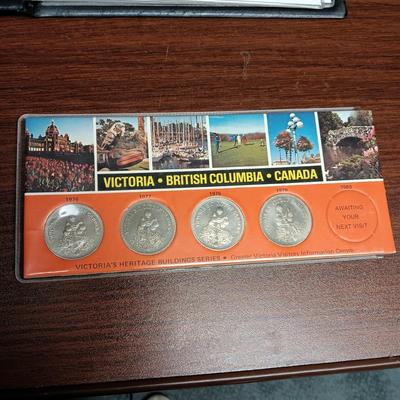 VICTORIA • BRITISH COLUMBIA • CANADA
1976 1977 1978 1979 1980
AWAITING
YOUR
NEXT VISIT
VICTORIA'S HERITAGE BUILDINGS SERIES • Greater Victoria Visitors Information Centre